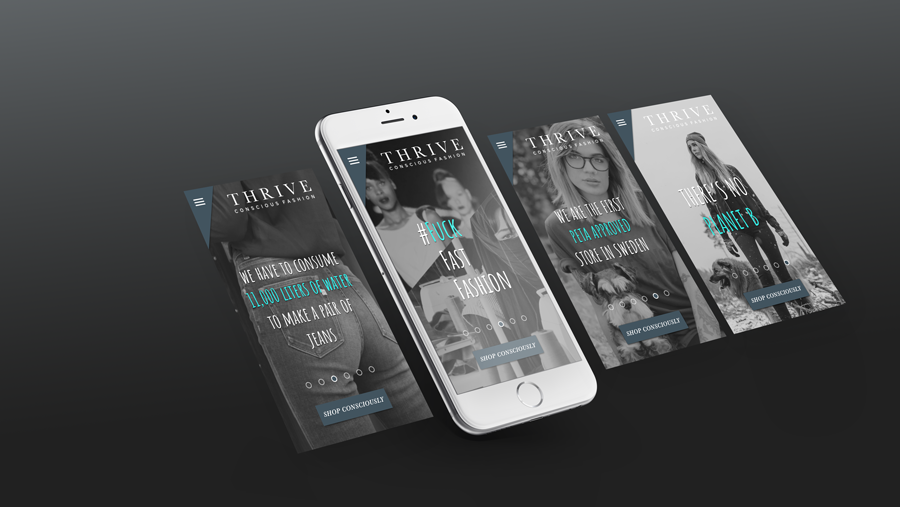 THRIVE
CONSCIOUS FASHION
WE HAVE TO CONSUME
11,000 LITERS OF WATER
TO MAKE A PAIR OF
JEANS
SHOP CONSCIOUSLY
THRIVE
CONSCIOUS FASHION
#FUCK
FAST
FASHION
SHOP CONSCIOUSLY
THRIVE
CONSCIOUS FASHION
WE ARE THE FIRST
PETA APPROVED
STORE IN SWEDEN
SHOP CONSCIOUSLY
THRIVE
CONSCIOUS FASHION
THERE'S NO
PLANET B
SHOP CONSCIOUSLY